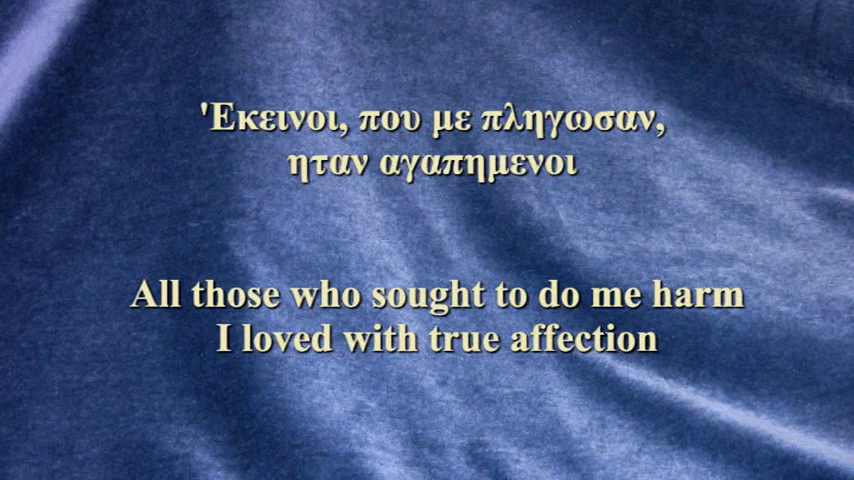 'Εκεινοι, που με πληγωσαν,
ηταν αγαπημενοι
All those who sought to do me harm
I loved with true affection